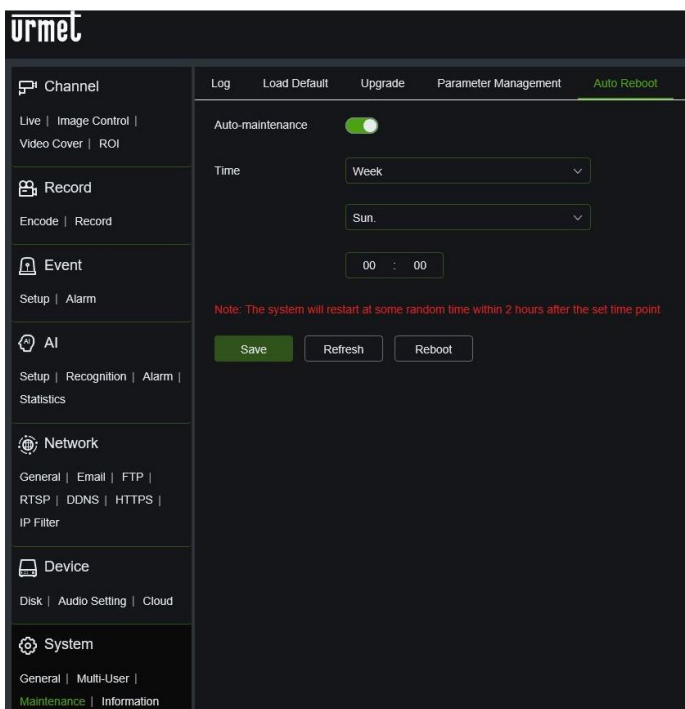 urmet
Channel
Live | Image Control |
Video Cover | ROI
Record
Encode | Record
Event
Setup | Alarm
AI
AI
Setup | Recognition | Alarm |
Statistics
Network
General | Email | FTP |
RTSP | DDNS | HTTPS |
IP Filter
Device
Disk | Audio Setting | Cloud
System
General | Multi-User |
Maintenance | Information
Log Load Default Upgrade Parameter Management Auto Reboot
Auto-maintenance
Time Week
Sun.
00 : 00
Note: The system will restart at some random time within 2 hours after the set time point
Save Refresh Reboot